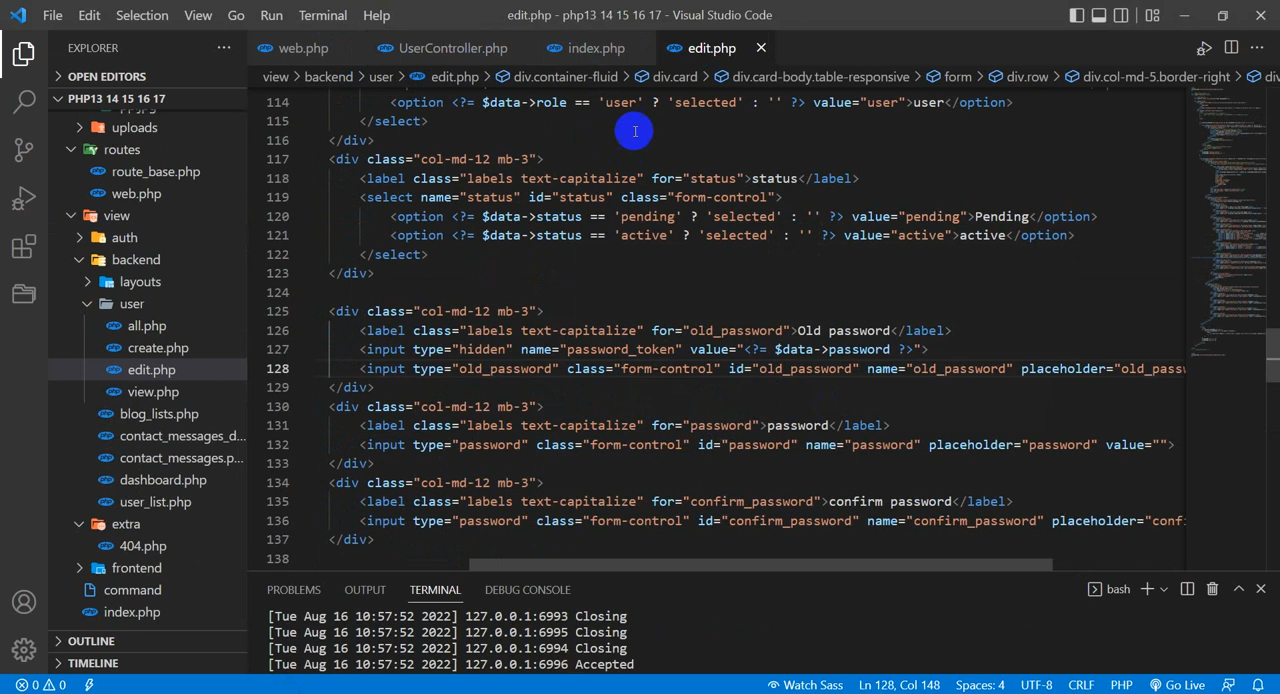 File Edit Selection View Go Run Terminal Help edit.php - php13 14 15 16 17 - Visual Studio Code
EXPLORER
web.php UserController.php index.php edit.php
OPEN EDITORS
view backend user edit.php div.container-fluid div.card div.card-body.table-responsive form div.row div.col-md-5.border-right div
PHP13 14 15 16 17
uploads
routes
route_base.php
web.php
view
auth
backend
layouts
user
all.php
create.php
edit.php
view.php
blog_lists.php
contact_messages_d...
contact_messages.p...
dashboard.php
user_list.php
extra
404.php
frontend
command
index.php
OUTLINE
TIMELINE
114 <option <?= $data->role == 'user' ? 'selected' : '' ?> value="user">user</option>
115 </select>
116 </div>
117 <div class="col-md-12 mb-3">
118 <label class="labels text-capitalize" for="status">status</label>
119 <select name="status" id="status" class="form-control">
120 <option <?= $data->status == 'pending' ? 'selected' : '' ?> value="pending">Pending</option>
121 <option <?= $data->status == 'active' ? 'selected' : '' ?> value="active">active</option>
122 </select>
123 </div>
124
125 <div class="col-md-12 mb-3">
126 <label class="labels text-capitalize" for="old_password">Old password</label>
127 <input type="hidden" name="password_token" value="<?= $data->password ?>">
128 <input type="old_password" class="form-control" id="old_password" name="old_password" placeholder="old_passw
129 </div>
130 <div class="col-md-12 mb-3">
131 <label class="labels text-capitalize" for="password">password</label>
132 <input type="password" class="form-control" id="password" name="password" placeholder="password" value="">
133 </div>
134 <div class="col-md-12 mb-3">
135 <label class="labels text-capitalize" for="confirm_password">confirm password</label>
136 <input type="password" class="form-control" id="confirm_password" name="confirm_password" placeholder="conf
137 </div>
138
PROBLEMS OUTPUT TERMINAL DEBUG CONSOLE bash
[Tue Aug 16 10:57:52 2022] 127.0.0.1:6993 Closing
[Tue Aug 16 10:57:52 2022] 127.0.0.1:6995 Closing
[Tue Aug 16 10:57:52 2022] 127.0.0.1:6994 Closing
[Tue Aug 16 10:57:52 2022] 127.0.0.1:6996 Accepted
0 0 Watch Sass Ln 128, Col 148 Spaces: 4 UTF-8 CRLF PHP Go Live